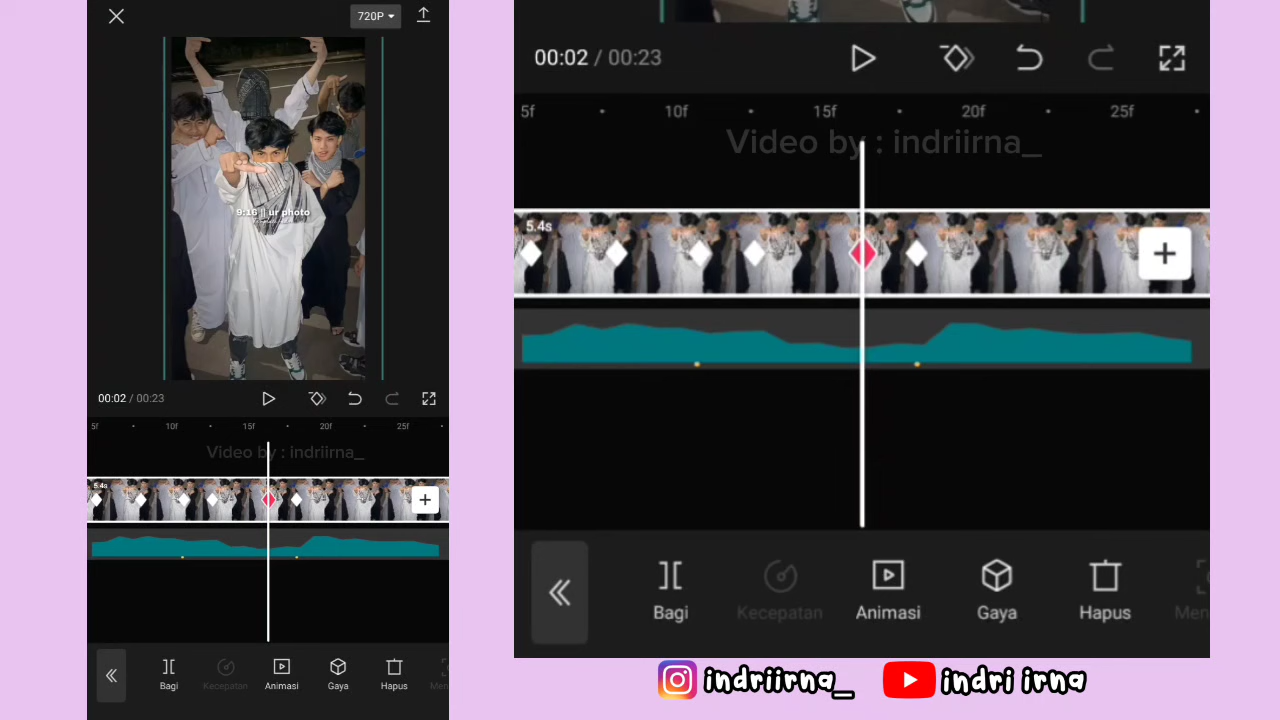 720P
9:16 || ur photo
00:02 / 00:23
5f 10f 15f 20f 25f
Video by : indriirna_
5.4s
Bagi Kecepatan Animasi Gaya Hapus Men
00:02 / 00:23
5f 10f 15f 20f 25f
Video by : indriirna_
5.4s
Bagi Kecepatan Animasi Gaya Hapus Men
indriirna_ indri irna